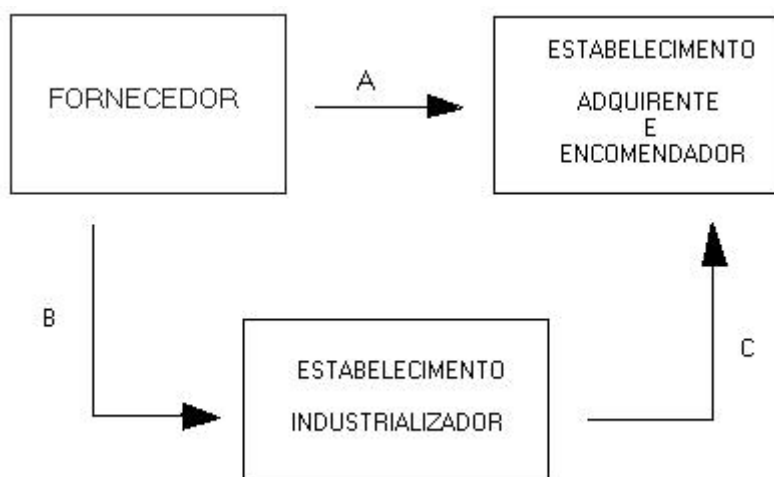 FORNECEDOR
A
ESTABELECIMENTO
ADQUIRENTE
E
ENCOMENDADOR
B
ESTABELECIMENTO
INDUSTRIALIZADOR
C